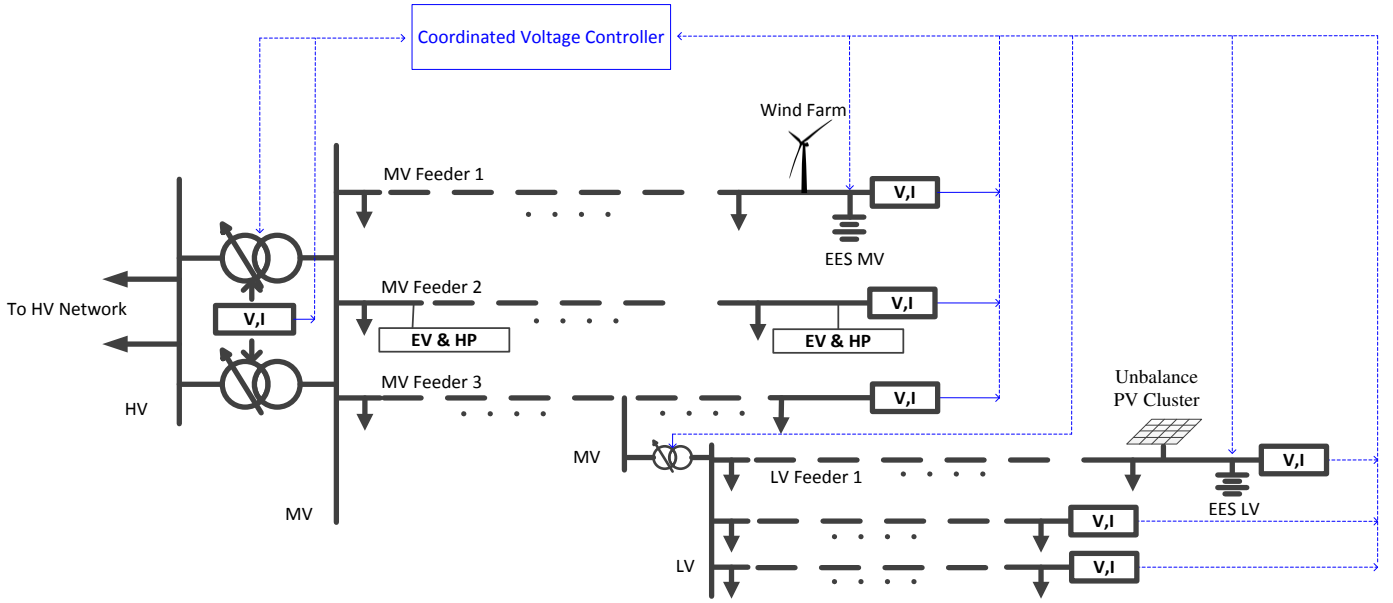 Coordinated Voltage Controller
Wind Farm
MV Feeder 1
V,I
EES MV
To HV Network
V,I
MV Feeder 2
V,I
EV & HP
EV & HP
MV Feeder 3
V,I
HV
Unbalance
PV Cluster
MV
LV Feeder 1
V,I
EES LV
MV
V,I
LV
V,I